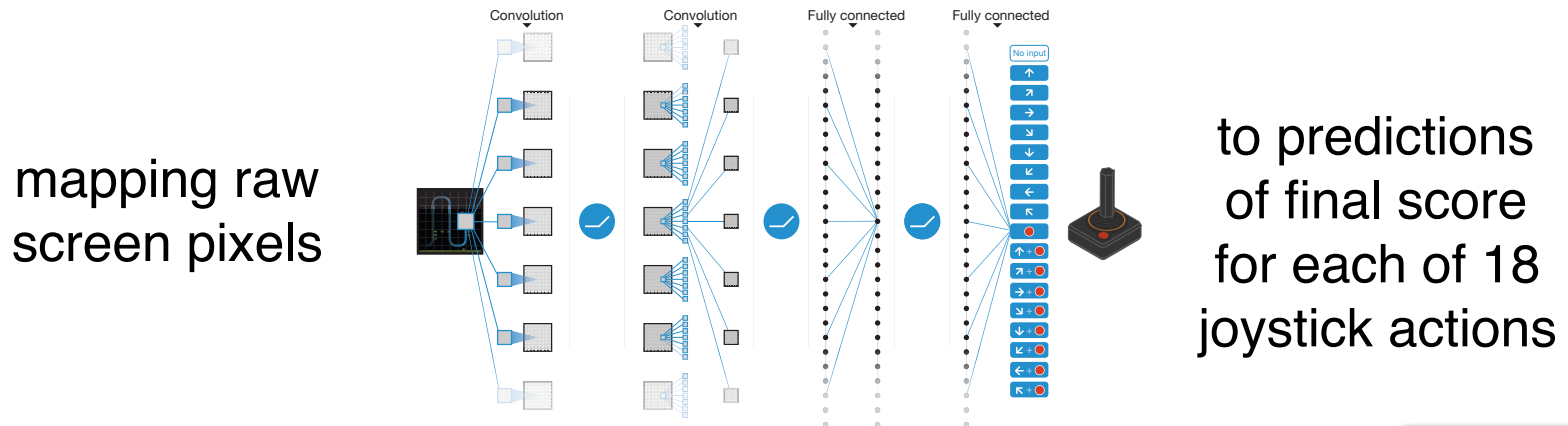 Convolution
Convolution
Fully connected
Fully connected
mapping raw
screen pixels
No input
+
+
+
+
+
+
+
+
to predictions
of final score
for each of 18
joystick actions